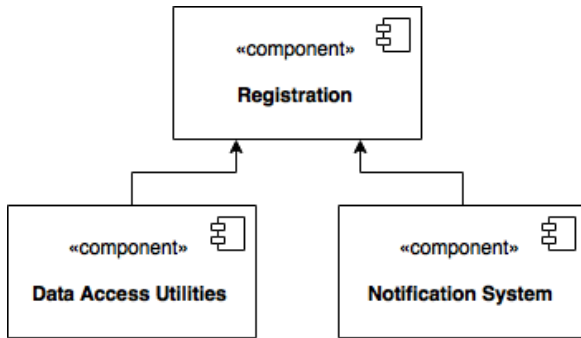 «component»
Registration
«component»
Data Access Utilities
«component»
Notification System